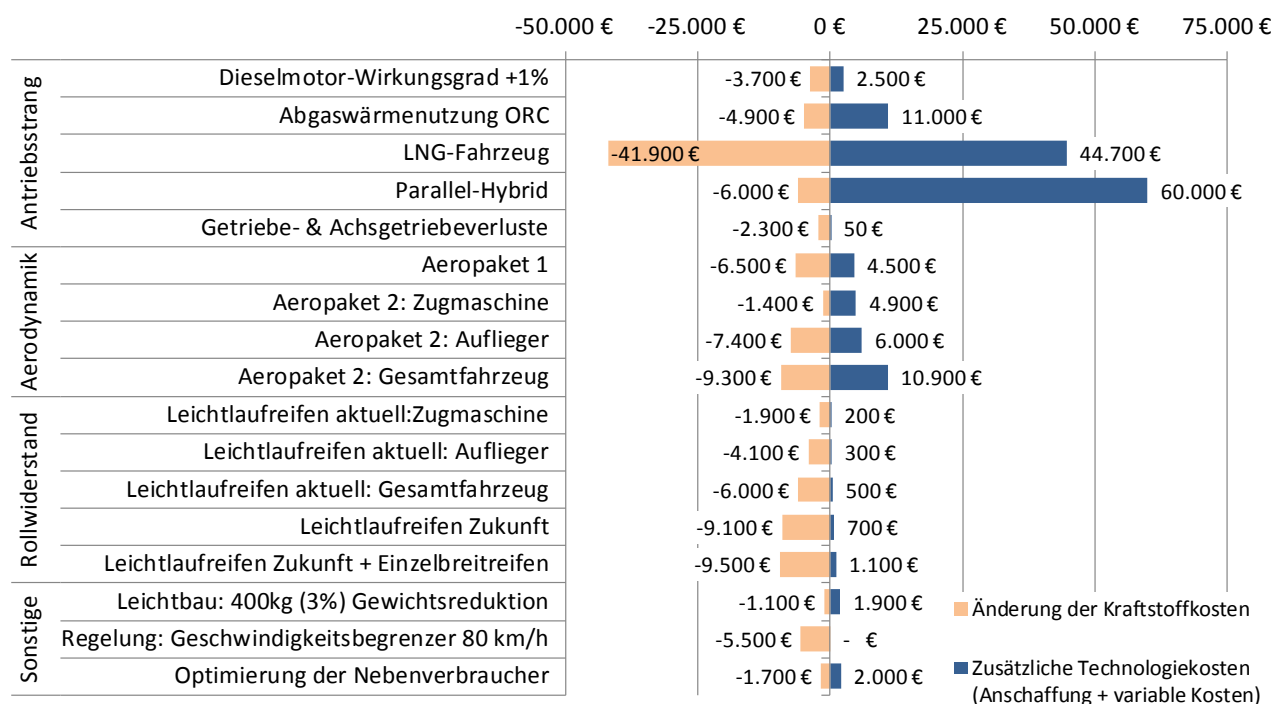 -50.000 € -25.000 € 0 € 25.000 € 50.000 € 75.000 €
Antriebsstrang
Dieselmotor-Wirkungsgrad +1% -3.700 € 2.500 €
Abgaswärmenutzung ORC -4.900 € 11.000 €
LNG-Fahrzeug -41.900 € 44.700 €
Parallel-Hybrid -6.000 € 60.000 €
Getriebe- & Achsgetriebeverluste -2.300 € 50 €
Aerodynamik
Aeropaket 1 -6.500 € 4.500 €
Aeropaket 2: Zugmaschine -1.400 € 4.900 €
Aeropaket 2: Auflieger -7.400 € 6.000 €
Aeropaket 2: Gesamtfahrzeug -9.300 € 10.900 €
Rollwiderstand
Leichtlaufreifen aktuell:Zugmaschine -1.900 € 200 €
Leichtlaufreifen aktuell: Auflieger -4.100 € 300 €
Leichtlaufreifen aktuell: Gesamtfahrzeug -6.000 € 500 €
Leichtlaufreifen Zukunft -9.100 € 700 €
Leichtlaufreifen Zukunft + Einzelbreitreifen -9.500 € 1.100 €
Sonstige
Leichtbau: 400kg (3%) Gewichtsreduktion -1.100 € 1.900 €
Regelung: Geschwindigkeitsbegrenzer 80 km/h -5.500 € - €
Optimierung der Nebenverbraucher -1.700 € 2.000 €
Änderung der Kraftstoffkosten
Zusätzliche Technologiekosten
(Anschaffung + variable Kosten)